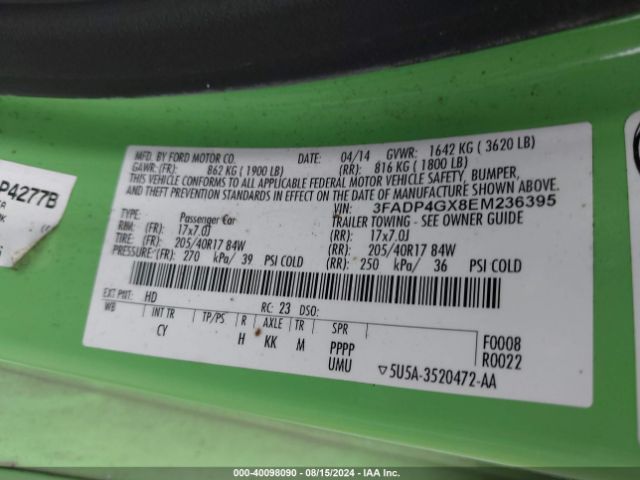 MFD. BY FORD MOTOR CO.
DATE: 04/14 GVWR: 1642 KG ( 3620 LB)
GAWR: (FR): 862 KG ( 1900 LB) (RR): 816 KG ( 1800 LB)
THIS VEHICLE CONFORMS TO ALL APPLICABLE FEDERAL MOTOR VEHICLE SAFETY, BUMPER,
AND THEFT PREVENTION STANDARDS IN EFFECT ON THE DATE OF MANUFACTURE SHOWN ABOVE.
VIN: 3FADP4GX8EM236395
TYPE: Passenger Car TRAILER TOWING - SEE OWNER GUIDE
RIM: (FR): 17x7.0J (RR): 17x7.0J
TIRE: (FR): 205/40R17 84W (RR): 205/40R17 84W
PRESSURE: (FR) 270 kPa/ 39 PSI COLD (RR): 250 kPa/ 36 PSI COLD
EXT PNT: HD RC: 23 DSO:
WB INT TR TP/PS R AXLE TR SPR
CY H KK M PPPP
UMU
F0008
R0022
▽5U5A-3520472-AA
P4277B
000-40098090 - 08/15/2024 - IAA Inc.